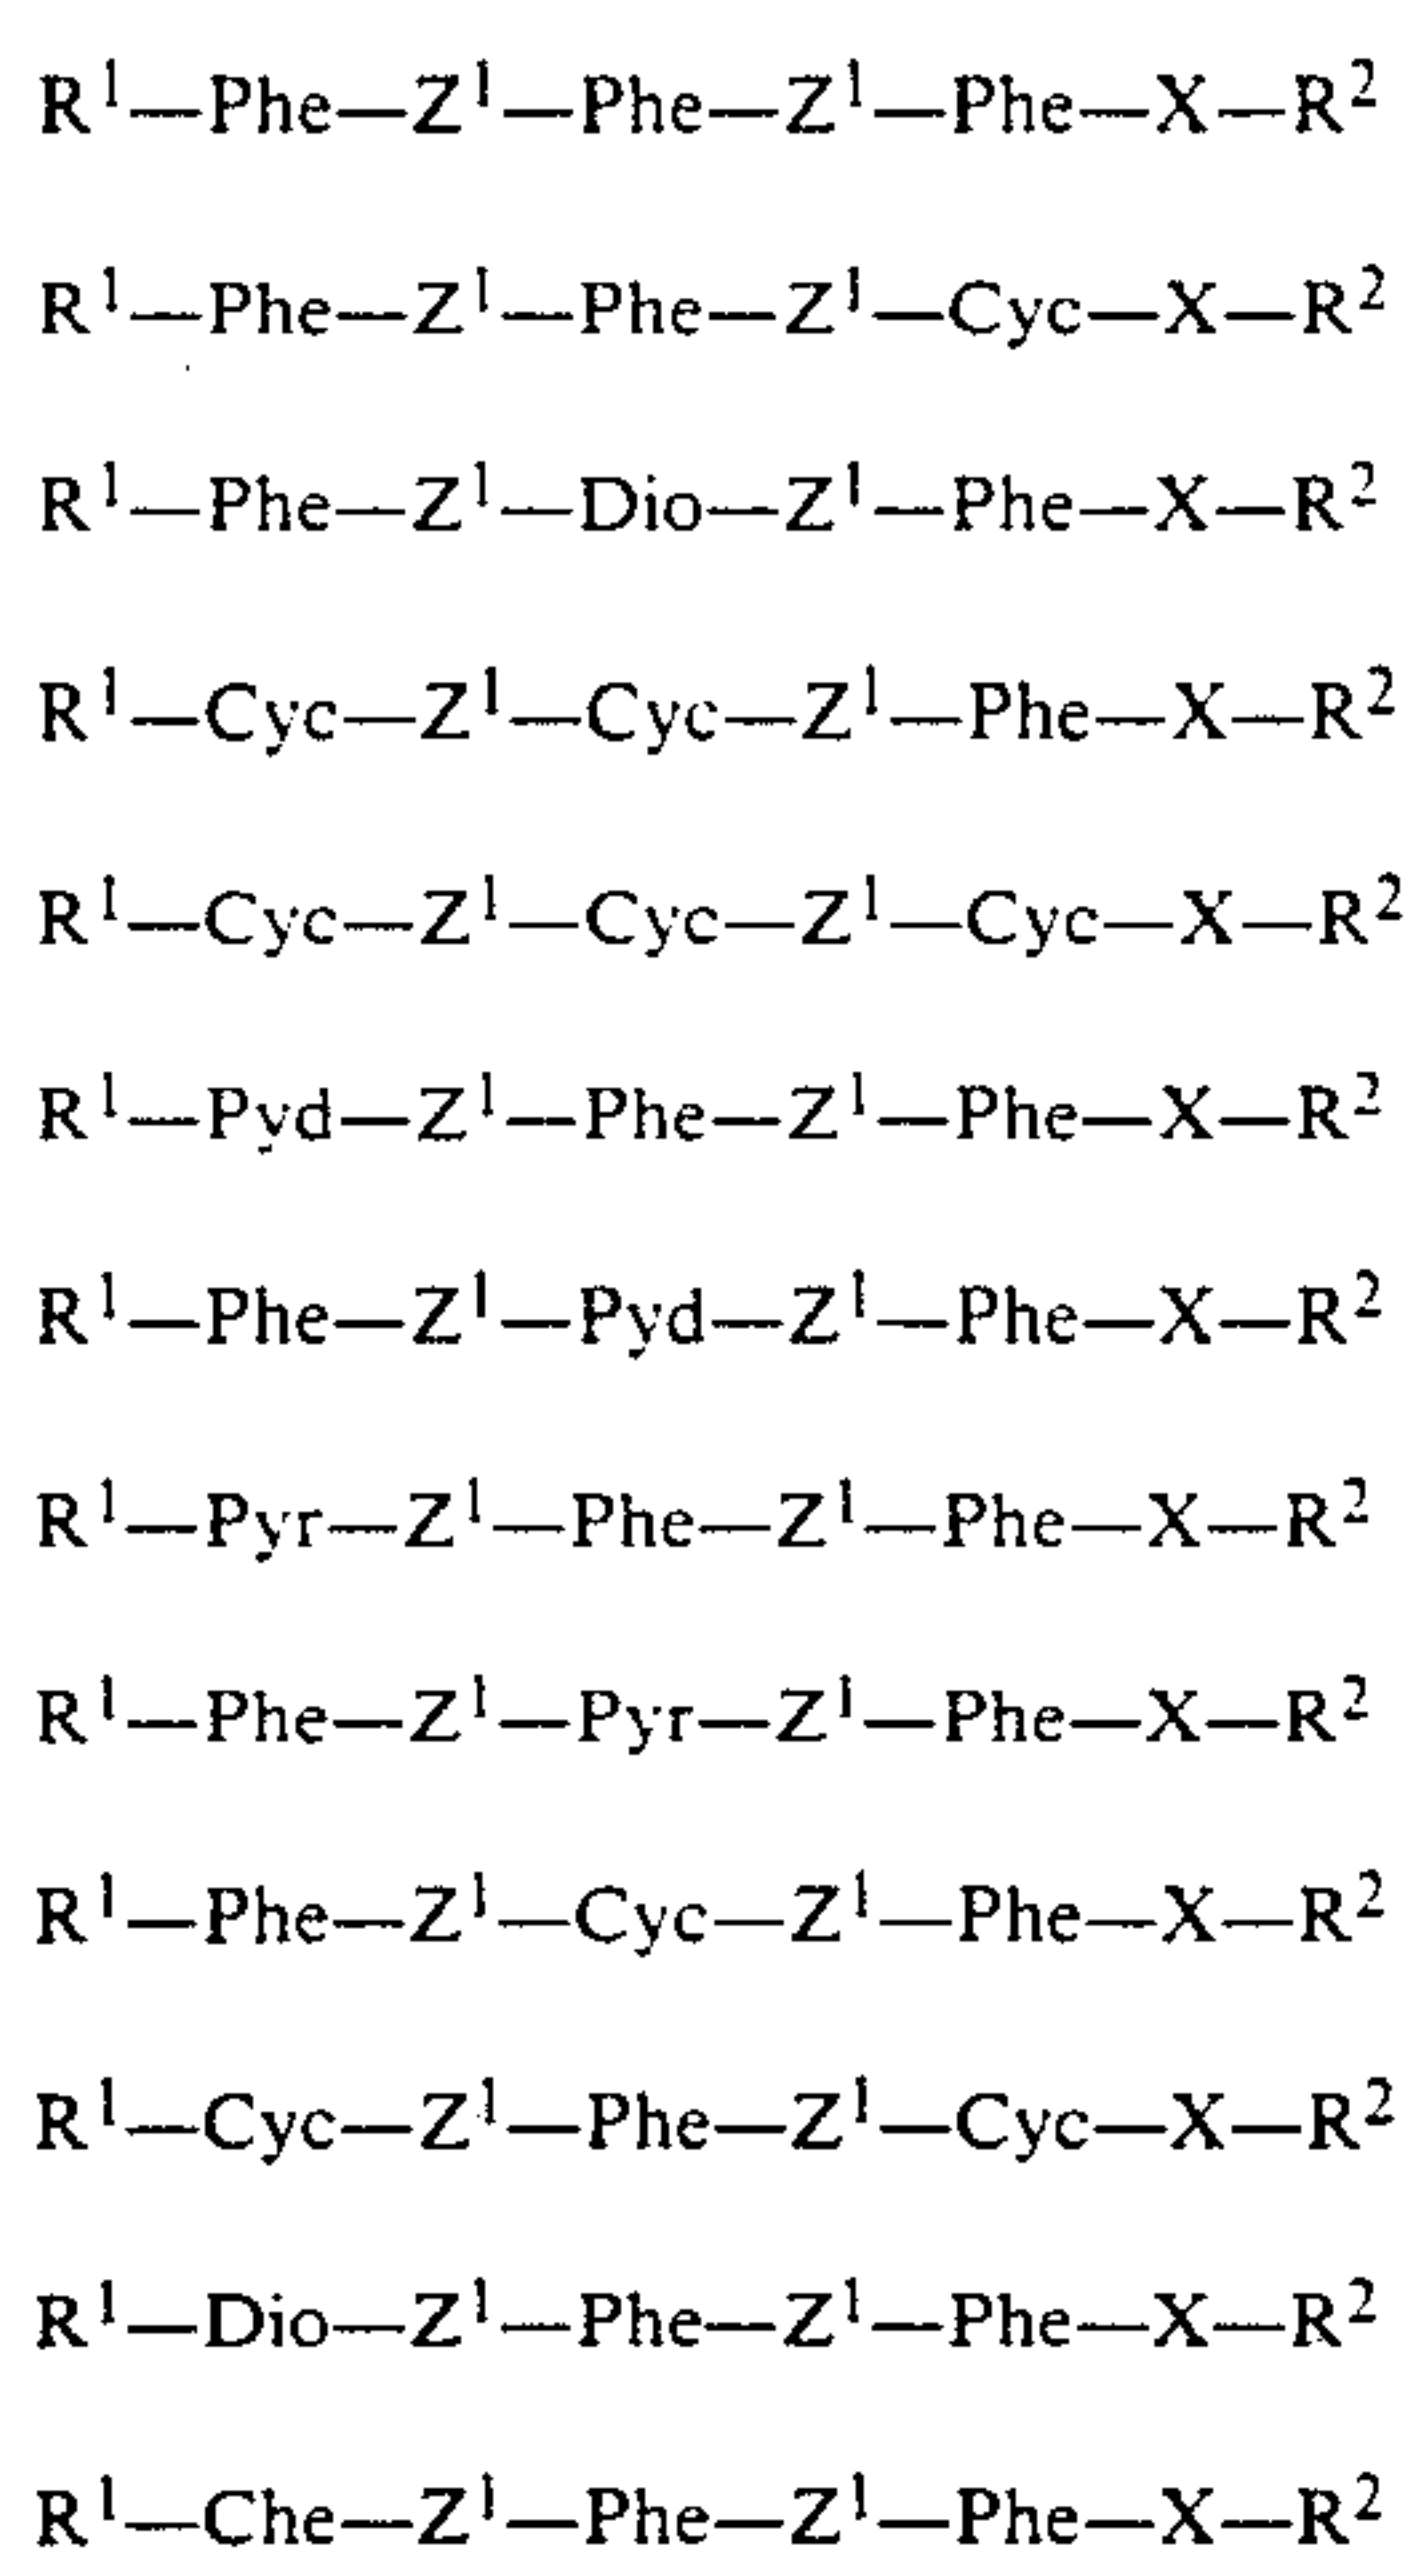 R¹—Phe—Z¹—Phe—Z¹—Phe—X—R²
R¹—Phe—Z¹—Phe—Z¹—Cyc—X—R²
R¹—Phe—Z¹—Dio—Z¹—Phe—X—R²
R¹—Cyc—Z¹—Cyc—Z¹—Phe—X—R²
R¹—Cyc—Z¹—Cyc—Z¹—Cyc—X—R²
R¹—Pyd—Z¹—Phe—Z¹—Phe—X—R²
R¹—Phe—Z¹—Pyd—Z¹—Phe—X—R²
R¹—Pyr—Z¹—Phe—Z¹—Phe—X—R²
R¹—Phe—Z¹—Pyr—Z¹—Phe—X—R²
R¹—Phe—Z¹—Cyc—Z¹—Phe—X—R²
R¹—Cyc—Z¹—Phe—Z¹—Cyc—X—R²
R¹—Dio—Z¹—Phe—Z¹—Phe—X—R²
R¹—Che—Z¹—Phe—Z¹—Phe—X—R²